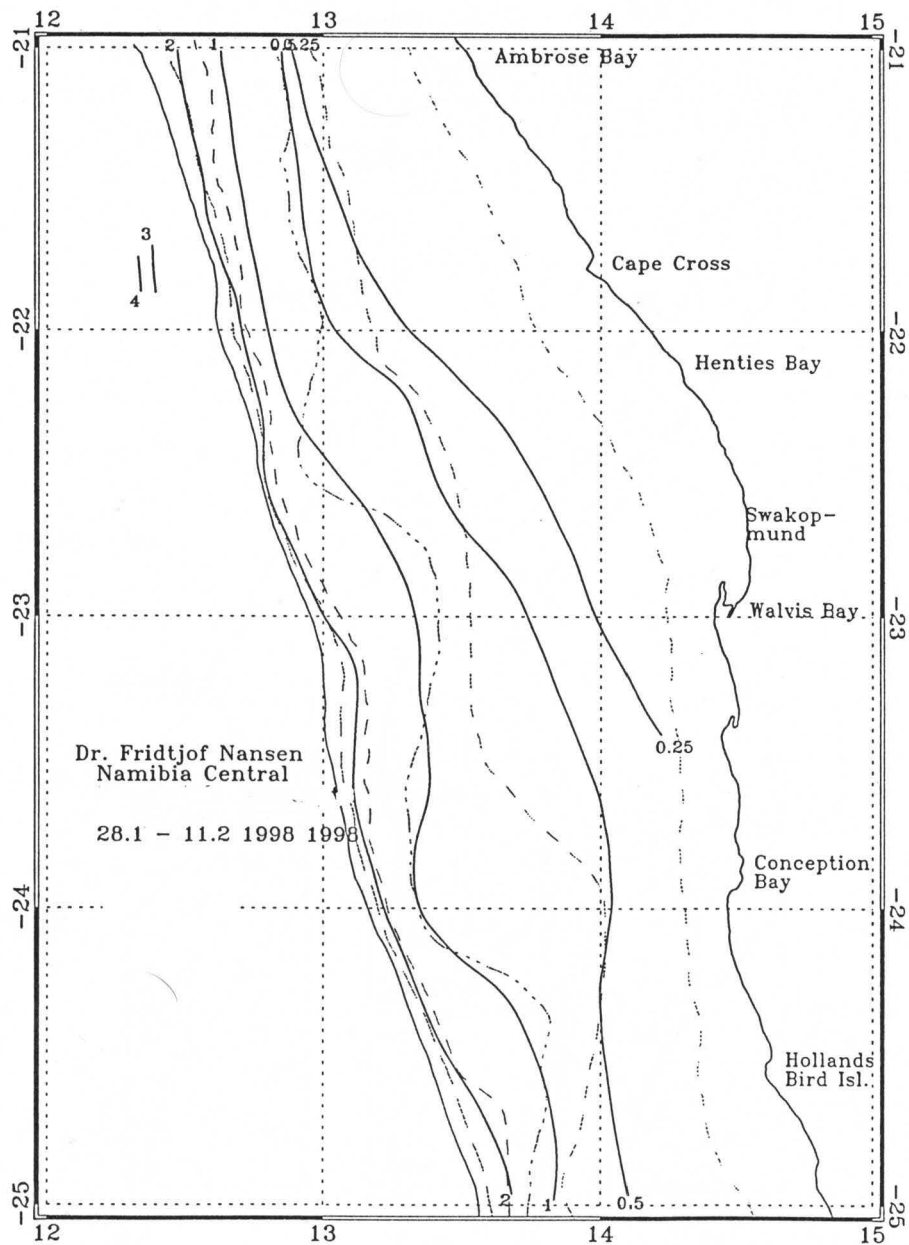 12 13 14 15
-21 2 1 0.5 0.25 -21
Ambrose Bay
3
Cape Cross
4
-22 -22
Henties Bay
Swakop-
mund
-23 Walvis Bay -23
0.25
Dr. Fridtjof Nansen
Namibia Central
28.1 - 11.2 1998 1998
Conception
Bay
-24 -24
Hollands
Bird Isl.
-25 2 1 0.5 -25
12 13 14 15